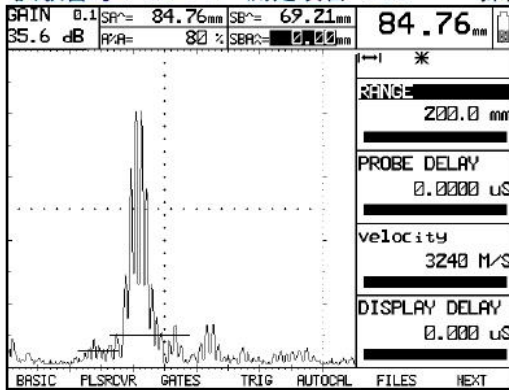 GAIN 0.1 SA^= 84.76mm SB^= 69.21mm 84.76mm
35.6 dB A%A= 80 % SBA^= 0.00mm
RANGE
200.0 mm
PROBE DELAY
0.0000 uS
velocity
3240 M/S
DISPLAY DELAY
0.000 uS
BASIC PLSRCVR GATES TRIG AUTOCAL FILES NEXT